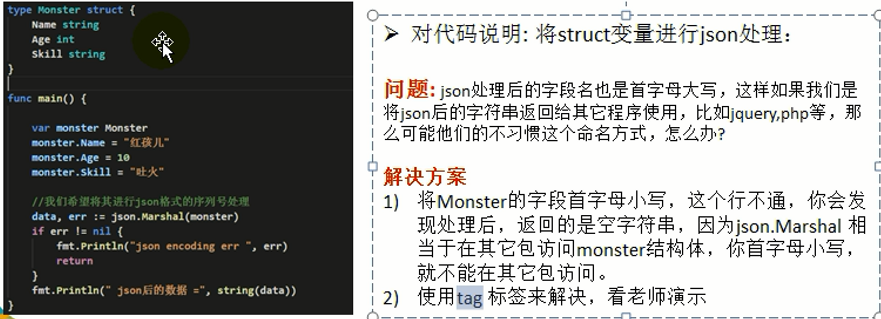 type Monster struct {
Name string
Age int
Skill string
}
func main() {
var monster Monster
monster.Name = "红孩儿"
monster.Age = 10
monster.Skill = "吐火"
//我们希望将其进行json格式的序列号处理
data, err := json.Marshal(monster)
if err != nil {
fmt.Println("json encoding err ", err)
return
}
fmt.Println(" json后的数据 =", string(data))
}
➢ 对代码说明: 将struct变量进行json处理：
问题: json处理后的字段名也是首字母大写，这样如果我们是
将json后的字符串返回给其它程序使用，比如jquery,php等，那
么可能他们的不习惯这个命名方式，怎么办?
解决方案
1) 将Monster的字段首字母小写，这个行不通，你会发
现处理后，返回的是空字符串，因为json.Marshal 相
当于在其它包访问monster结构体，你首字母小写，
就不能在其它包访问。
2) 使用tag 标签来解决，看老师演示